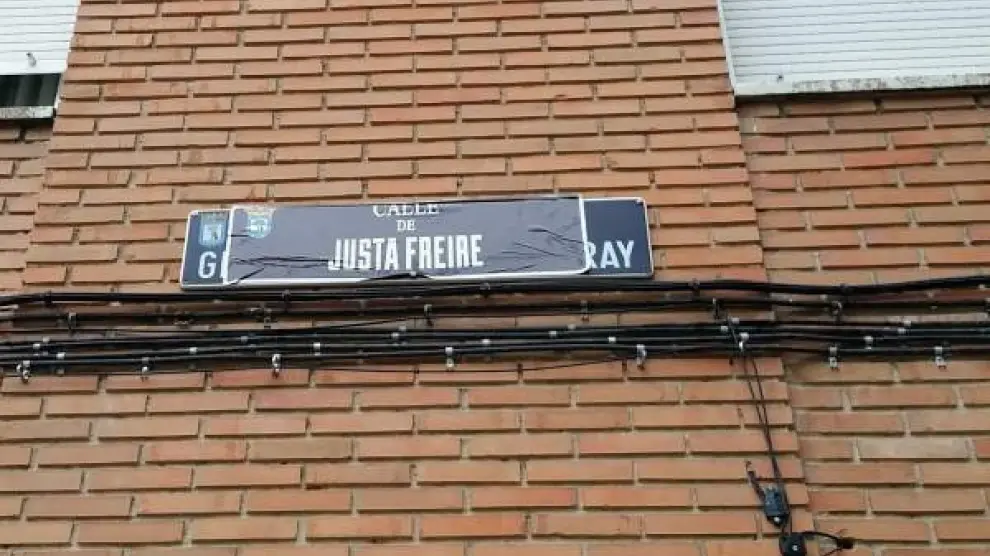 CALLE
DE
JUSTA FREIRE
G
RAY